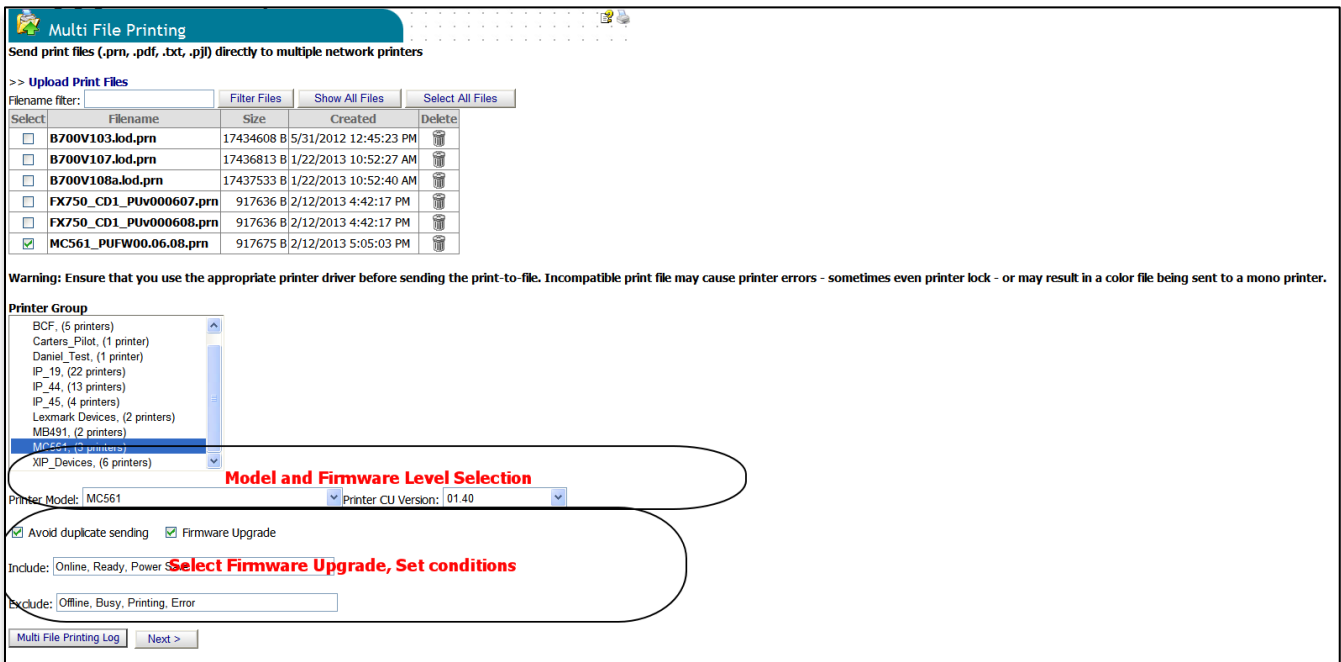 Multi File Printing
Send print files (.prn, .pdf, .txt, .pjl) directly to multiple network printers
>> Upload Print Files
Filename filter: Filter Files Show All Files Select All Files
Select Filename Size Created Delete
B700V103.lod.prn 17434608 B 5/31/2012 12:45:23 PM
B700V107.lod.prn 17436813 B 1/22/2013 10:52:27 AM
B700V108a.lod.prn 17437533 B 1/22/2013 10:52:40 AM
FX750_CD1_PUv000607.prn 917636 B 2/12/2013 4:42:17 PM
FX750_CD1_PUv000608.prn 917636 B 2/12/2013 4:42:17 PM
MC561_PUFW00.06.08.prn 917675 B 2/12/2013 5:05:03 PM
Warning: Ensure that you use the appropriate printer driver before sending the print-to-file. Incompatible print file may cause printer errors - sometimes even printer lock - or may result in a color file being sent to a mono printer.
Printer Group
BCF, (5 printers)
Carters_Pilot, (1 printer)
Daniel_Test, (1 printer)
IP_19, (22 printers)
IP_44, (13 printers)
IP_45, (4 printers)
Lexmark Devices, (2 printers)
MB491, (2 printers)
MC561, (3 printers)
XIP_Devices, (6 printers)
Model and Firmware Level Selection
Printer Model: MC561 Printer CU Version: 01.40
Avoid duplicate sending Firmware Upgrade
Include: Online, Ready, Power Select Firmware Upgrade, Set conditions
Exclude: Offline, Busy, Printing, Error
Multi File Printing Log Next >